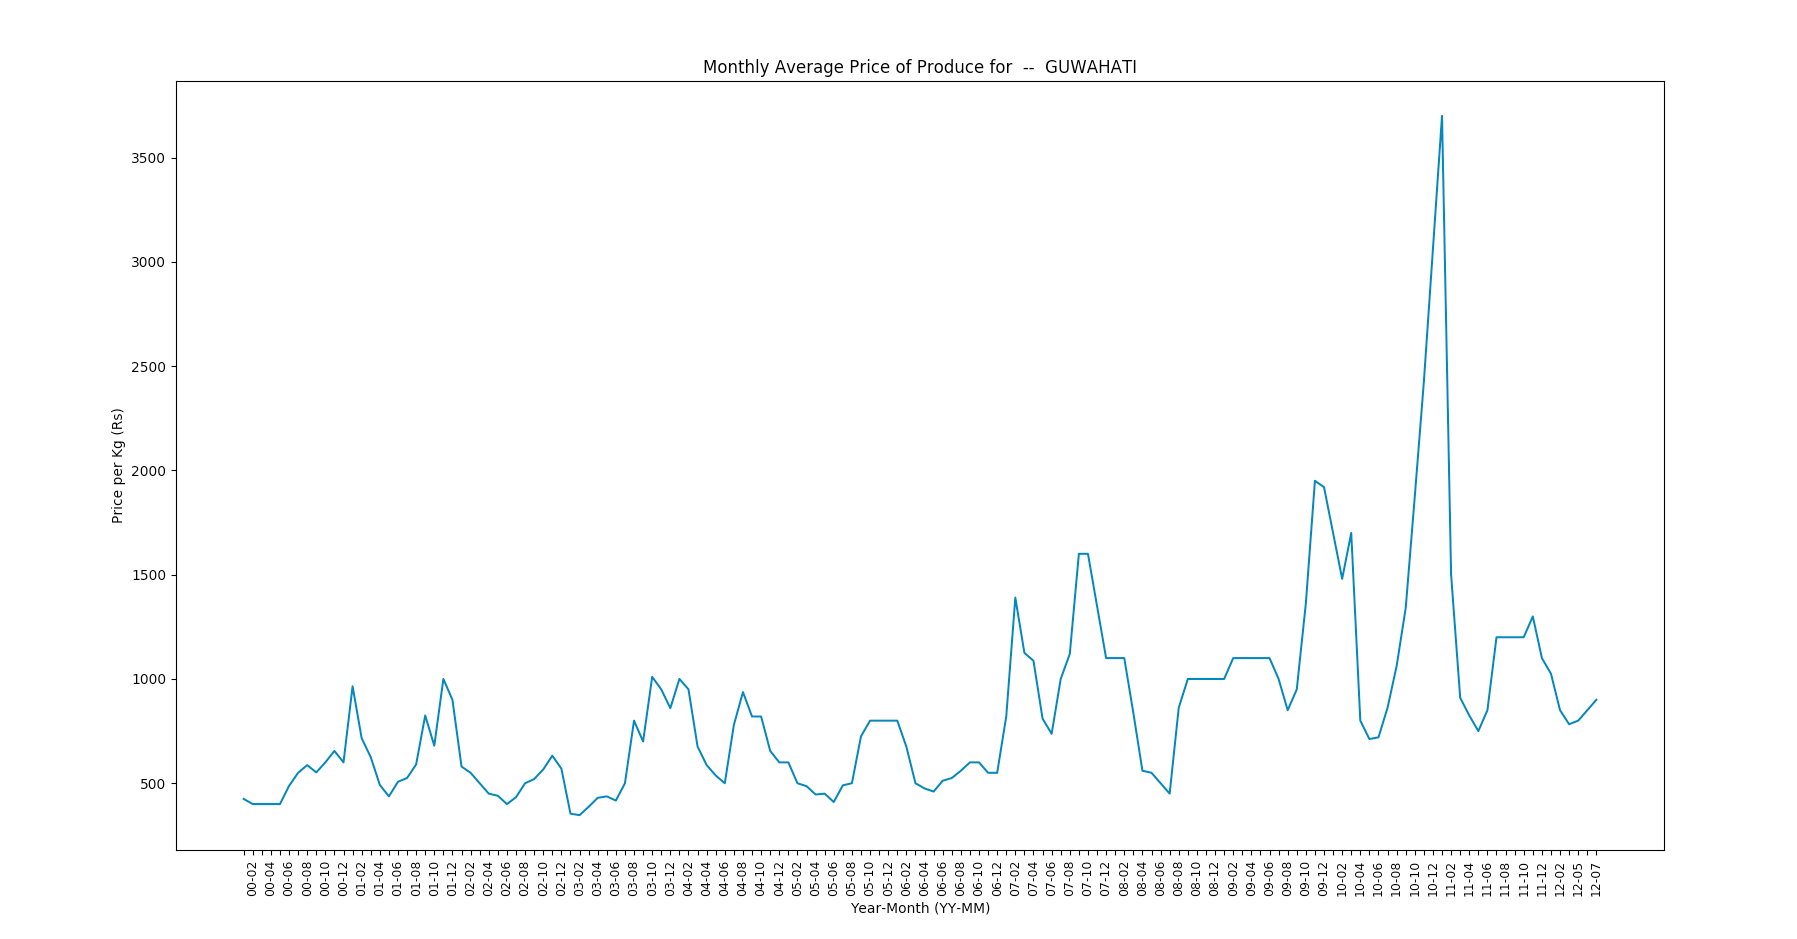 Monthly Average Price of Produce for  --  GUWAHATI
3500
3000
2500
2000
1500
1000
500
Price per Kg (Rs)
00-02 00-04 00-06 00-08 00-10 00-12 01-02 01-04 01-06 01-08 01-10 01-12 02-02 02-04 02-06 02-08 02-10 02-12 03-02 03-04 03-06 03-08 03-10 03-12 04-02 04-04 04-06 04-08 04-10 04-12 05-02 05-04 05-06 05-08 05-10 05-12 06-02 06-04 06-06 06-08 06-10 06-12 07-02 07-04 07-06 07-08 07-10 07-12 08-02 08-04 08-06 08-08 08-10 08-12 09-02 09-04 09-06 09-08 09-10 09-12 10-02 10-04 10-06 10-08 10-10 10-12 11-02 11-04 11-06 11-08 11-10 11-12 12-02 12-05 12-07
Year-Month (YY-MM)